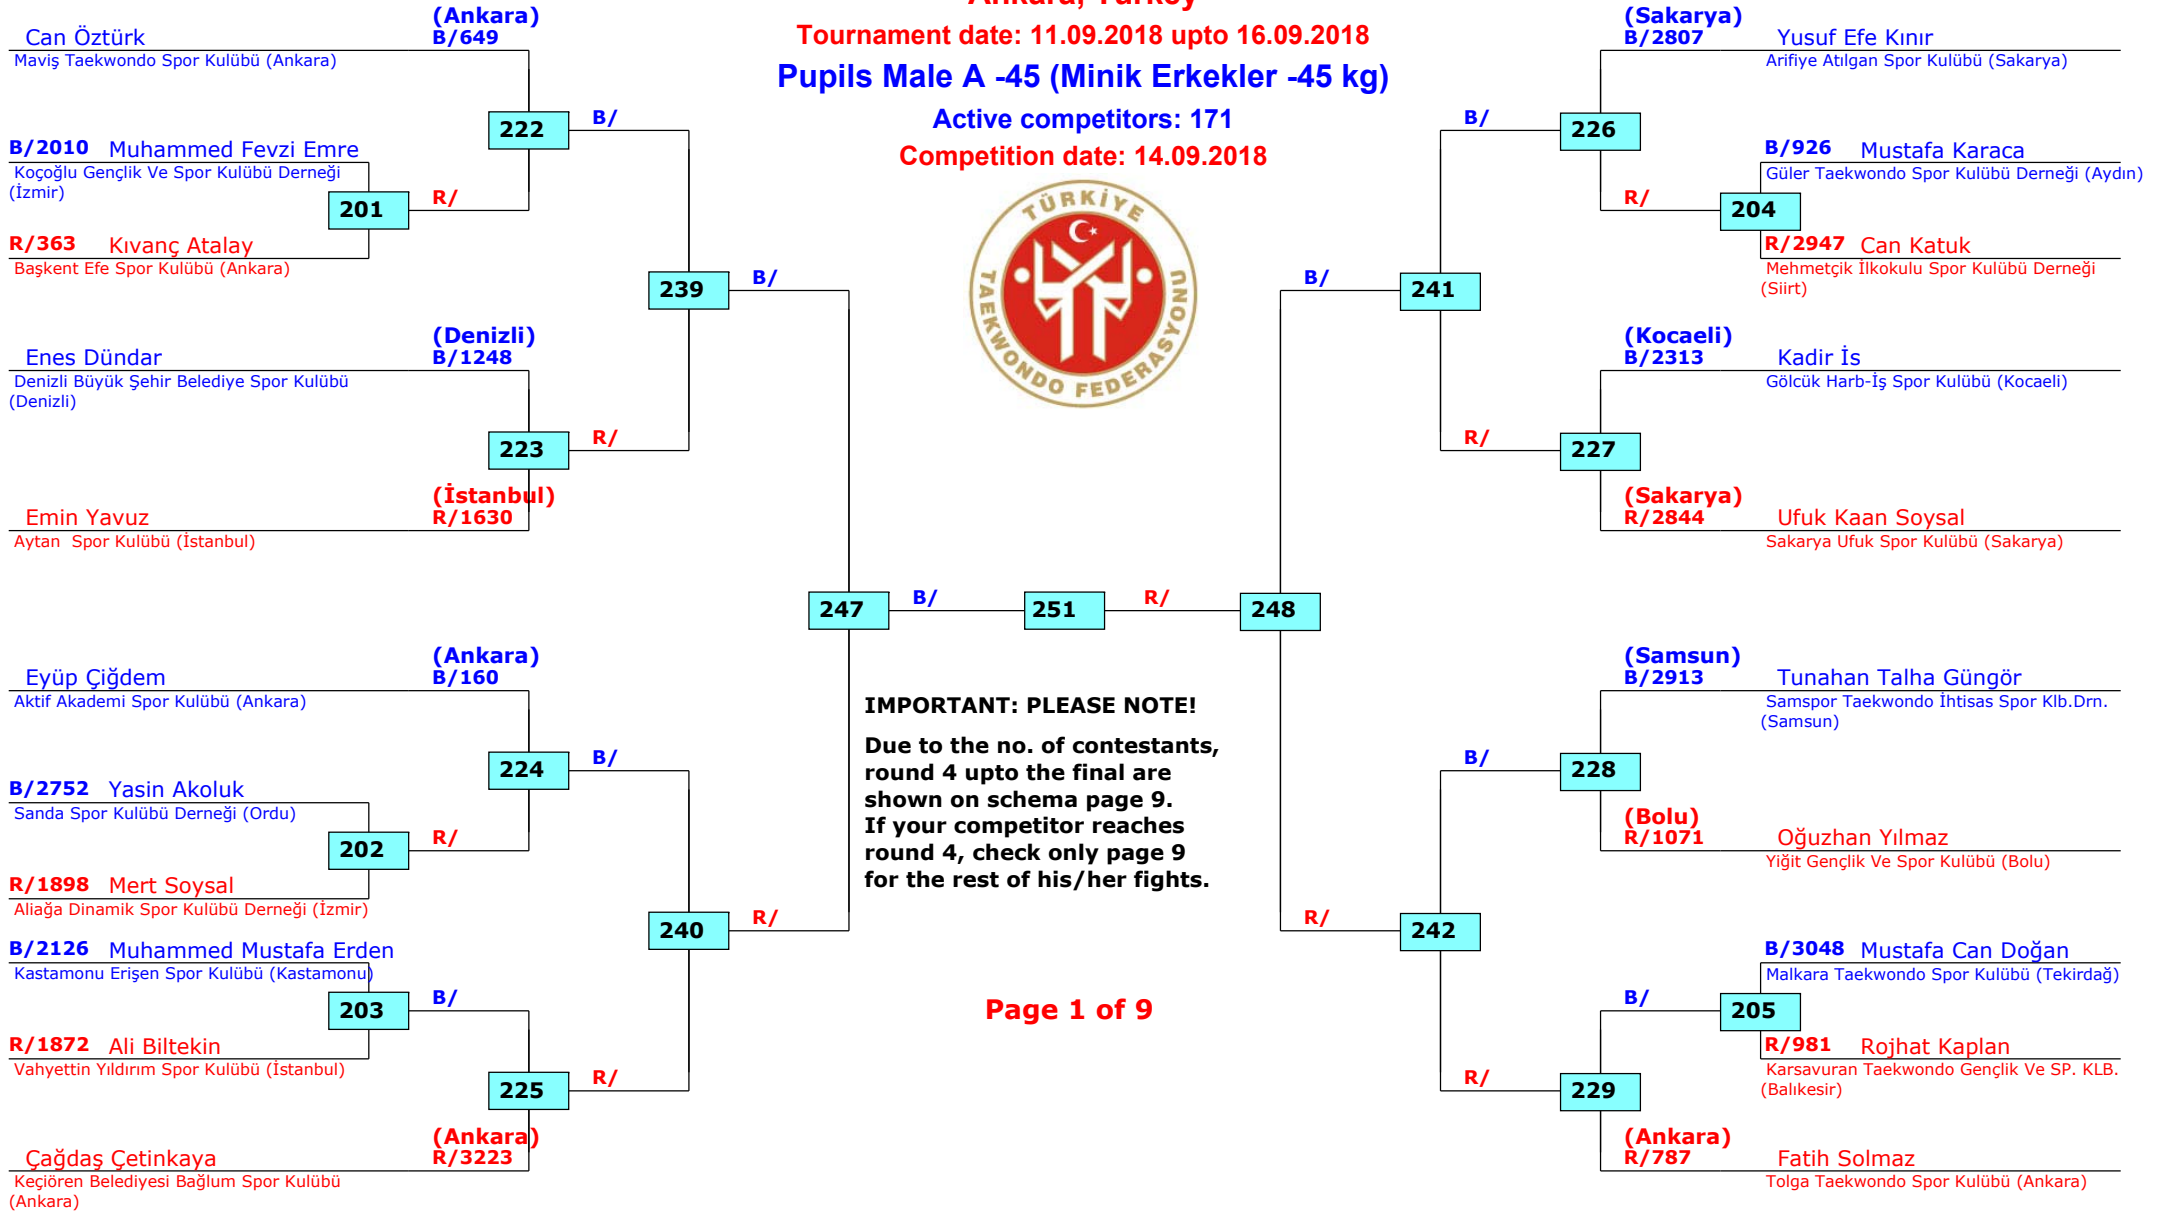 Ankara, Turkey
Tournament date: 11.09.2018 upto 16.09.2018
Pupils Male A -45 (Minik Erkekler -45 kg)
Active competitors: 171
Competition date: 14.09.2018
TÜRKİYE
TAEKWONDO FEDERASYONU
(Ankara)
Can Öztürk B/649
Maviş Taekwondo Spor Kulübü (Ankara)
222 B/
B/2010 Muhammed Fevzi Emre
Koçoğlu Gençlik Ve Spor Kulübü Derneği
(İzmir)
201 R/
R/363 Kıvanç Atalay
Başkent Efe Spor Kulübü (Ankara)
239 B/
(Denizli)
Enes Dündar B/1248
Denizli Büyük Şehir Belediye Spor Kulübü
(Denizli)
223 R/
(İstanbul)
Emin Yavuz R/1630
Aytan  Spor Kulübü (İstanbul)
247 B/ 251 R/ 248
(Ankara)
Eyüp Çiğdem B/160
Aktif Akademi Spor Kulübü (Ankara)
224 B/
B/2752 Yasin Akoluk
Sanda Spor Kulübü Derneği (Ordu)
202 R/
R/1898 Mert Soysal
Aliağa Dinamik Spor Kulübü Derneği (İzmir)
240 R/
B/2126 Muhammed Mustafa Erden
Kastamonu Erişen Spor Kulübü (Kastamonu)
203 B/
R/1872 Ali Biltekin
Vahyettin Yıldırım Spor Kulübü (İstanbul)
225 R/
(Ankara)
Çağdaş Çetinkaya R/3223
Keçiören Belediyesi Bağlum Spor Kulübü
(Ankara)
IMPORTANT: PLEASE NOTE!
Due to the no. of contestants,
round 4 upto the final are
shown on schema page 9.
If your competitor reaches
round 4, check only page 9
for the rest of his/her fights.
Page 1 of 9
(Sakarya)
B/2807 Yusuf Efe Kınır
Arifiye Atılgan Spor Kulübü (Sakarya)
B/ 226
B/926 Mustafa Karaca
Güler Taekwondo Spor Kulübü Derneği (Aydın)
R/ 204
R/2947 Can Katuk
Mehmetçik İlkokulu Spor Kulübü Derneği
(Siirt)
B/ 241
(Kocaeli)
B/2313 Kadir İs
Gölcük Harb-İş Spor Kulübü (Kocaeli)
R/ 227
(Sakarya)
R/2844 Ufuk Kaan Soysal
Sakarya Ufuk Spor Kulübü (Sakarya)
(Samsun)
B/2913 Tunahan Talha Güngör
Samspor Taekwondo İhtisas Spor Klb.Drn.
(Samsun)
B/ 228
(Bolu)
R/1071 Oğuzhan Yılmaz
Yiğit Gençlik Ve Spor Kulübü (Bolu)
R/ 242
B/3048 Mustafa Can Doğan
Malkara Taekwondo Spor Kulübü (Tekirdağ)
B/ 205
R/981 Rojhat Kaplan
Karsavuran Taekwondo Gençlik Ve SP. KLB.
(Balıkesir)
R/ 229
(Ankara)
R/787 Fatih Solmaz
Tolga Taekwondo Spor Kulübü (Ankara)